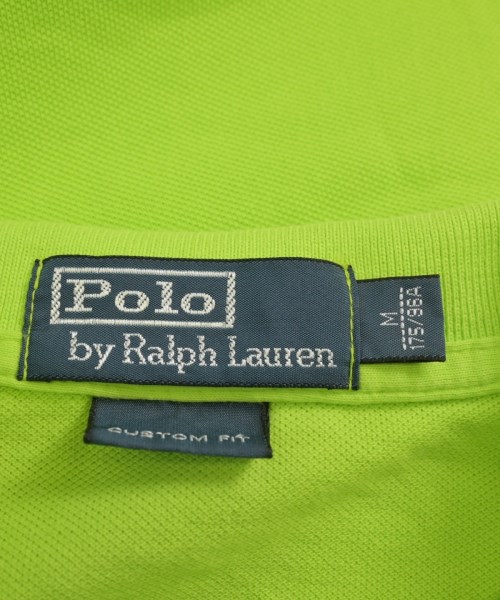 Polo
by Ralph Lauren
M
175/96A
CUSTOM FIT